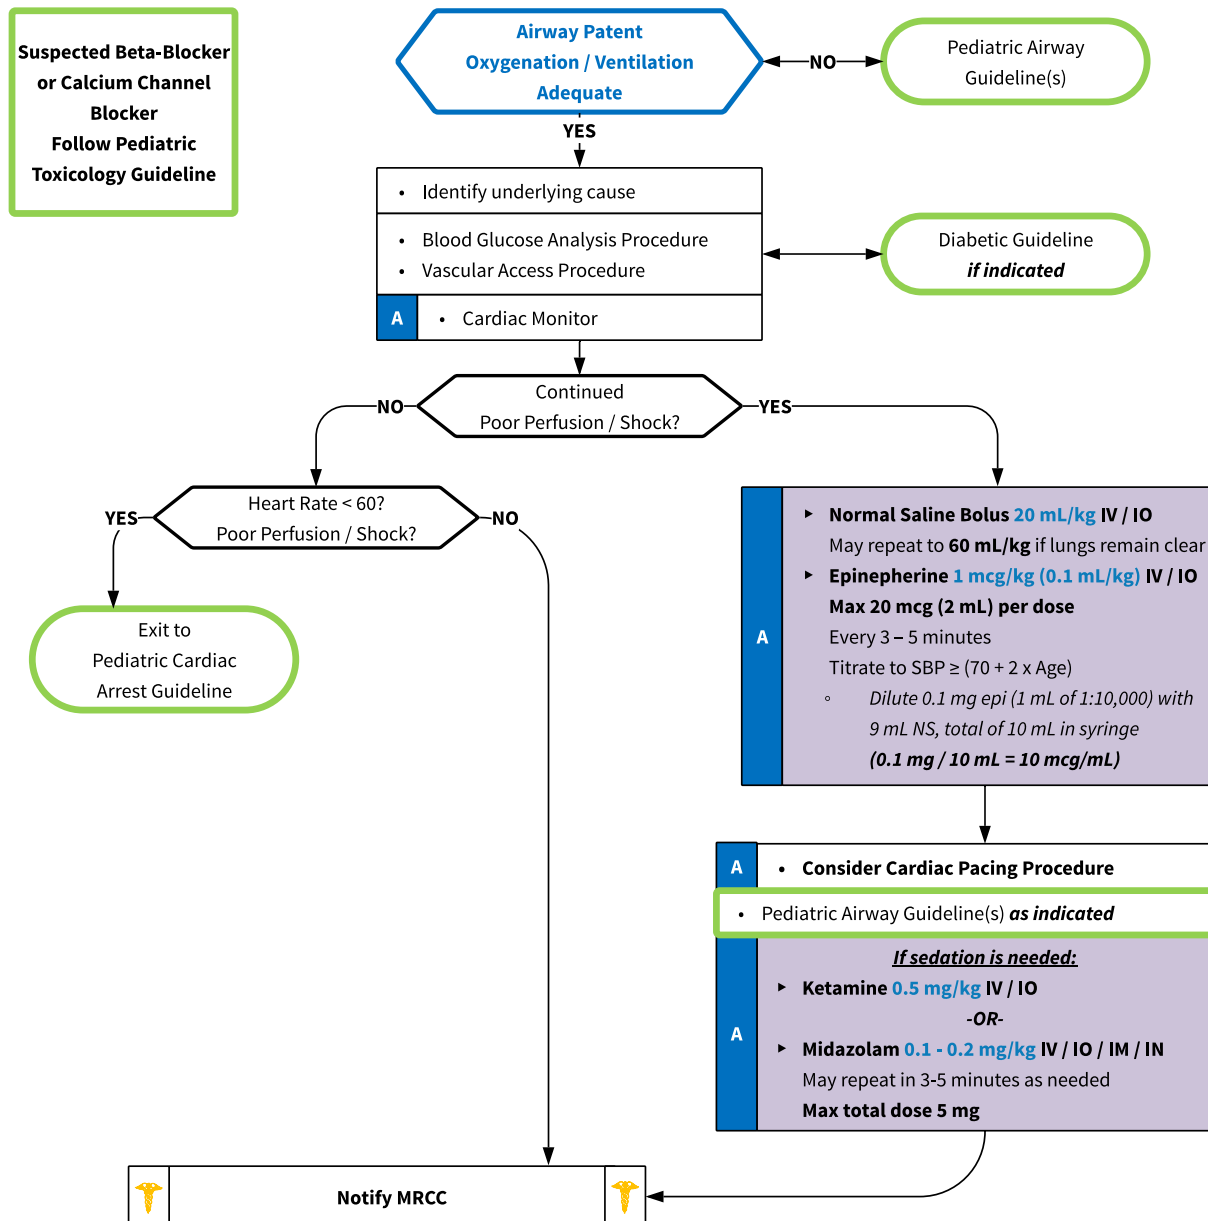 Suspected Beta-Blocker
or Calcium Channel
Blocker
Follow Pediatric
Toxicology Guideline
Airway Patent
Oxygenation / Ventilation
Adequate
NO
Pediatric Airway
Guideline(s)
YES
• Identify underlying cause
• Blood Glucose Analysis Procedure
• Vascular Access Procedure
Diabetic Guideline
if indicated
A • Cardiac Monitor
Continued
Poor Perfusion / Shock?
NO
YES
Heart Rate < 60?
Poor Perfusion / Shock?
YES
NO
Exit to
Pediatric Cardiac
Arrest Guideline
A
▸ Normal Saline Bolus 20 mL/kg IV / IO
May repeat to 60 mL/kg if lungs remain clear
▸ Epinepherine 1 mcg/kg (0.1 mL/kg) IV / IO
Max 20 mcg (2 mL) per dose
Every 3 – 5 minutes
Titrate to SBP ≥ (70 + 2 x Age)
◦ Dilute 0.1 mg epi (1 mL of 1:10,000) with
9 mL NS, total of 10 mL in syringe
(0.1 mg / 10 mL = 10 mcg/mL)
A • Consider Cardiac Pacing Procedure
• Pediatric Airway Guideline(s) as indicated
A
If sedation is needed:
▸ Ketamine 0.5 mg/kg IV / IO
-OR-
▸ Midazolam 0.1 - 0.2 mg/kg IV / IO / IM / IN
May repeat in 3-5 minutes as needed
Max total dose 5 mg
Notify MRCC